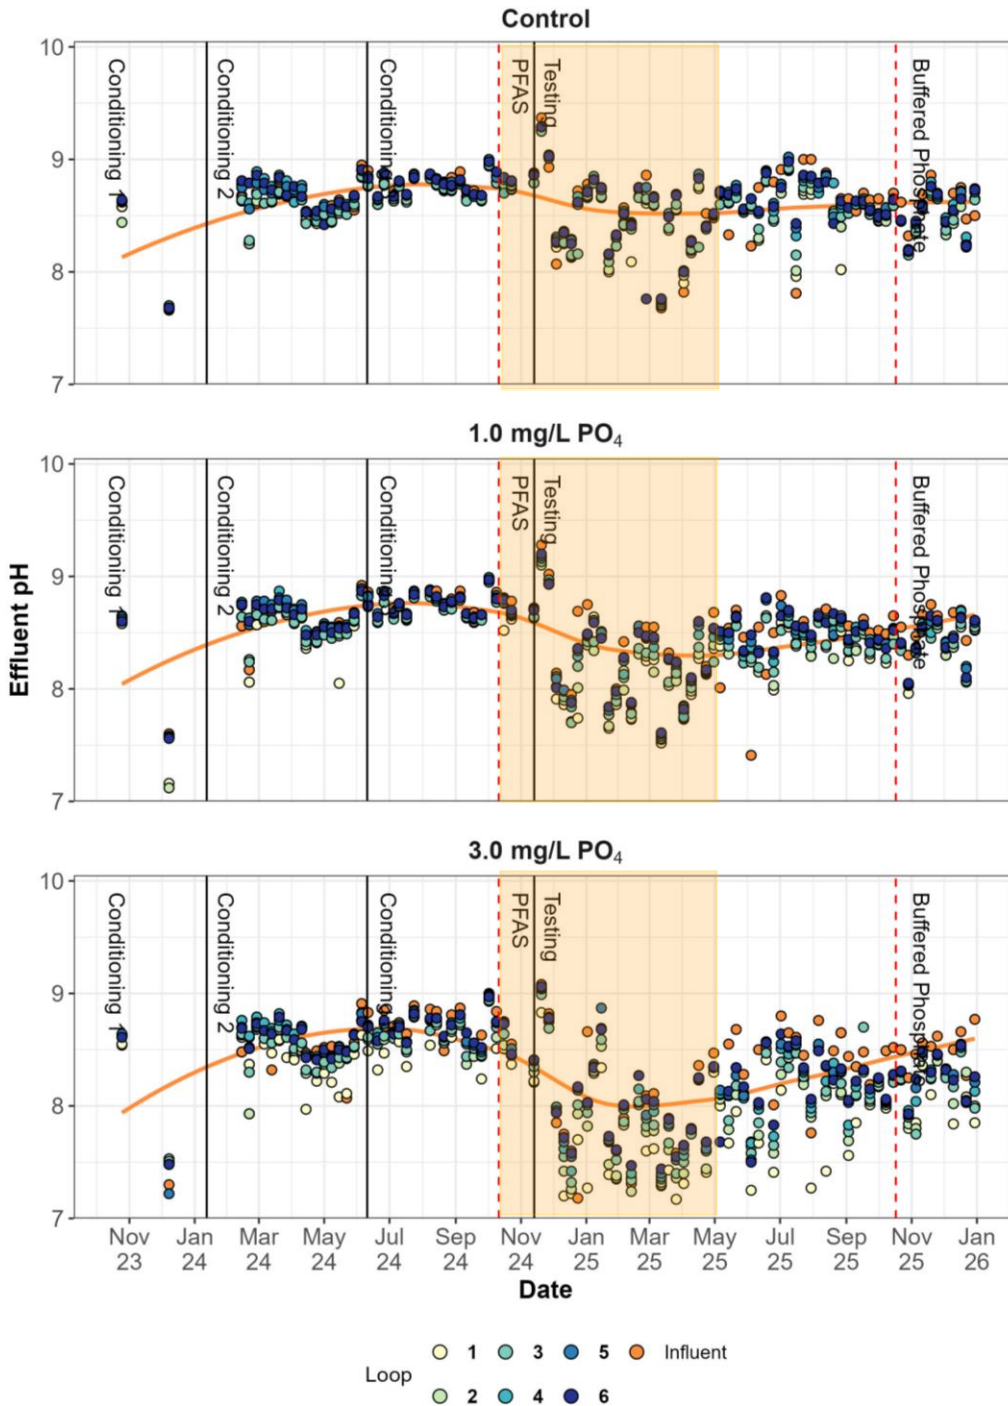 Control
10
9
8
7
Conditioning 1
Conditioning 2
Conditioning
PFAS
Testing
Buffered Phosphate
1.0 mg/L PO₄
10
9
8
7
Conditioning 1
Conditioning 2
Conditioning
PFAS
Testing
Buffered Phosphate
Effluent pH
3.0 mg/L PO₄
10
9
8
7
Conditioning 1
Conditioning 2
Conditioning
PFAS
Testing
Buffered Phosphate
Nov Jan Mar May Jul Sep Nov Jan Mar May Jul Sep Nov Jan
23 24 24 24 24 24 24 25 25 25 25 25 25 26
Date
Loop
1 3 5 Influent
2 4 6